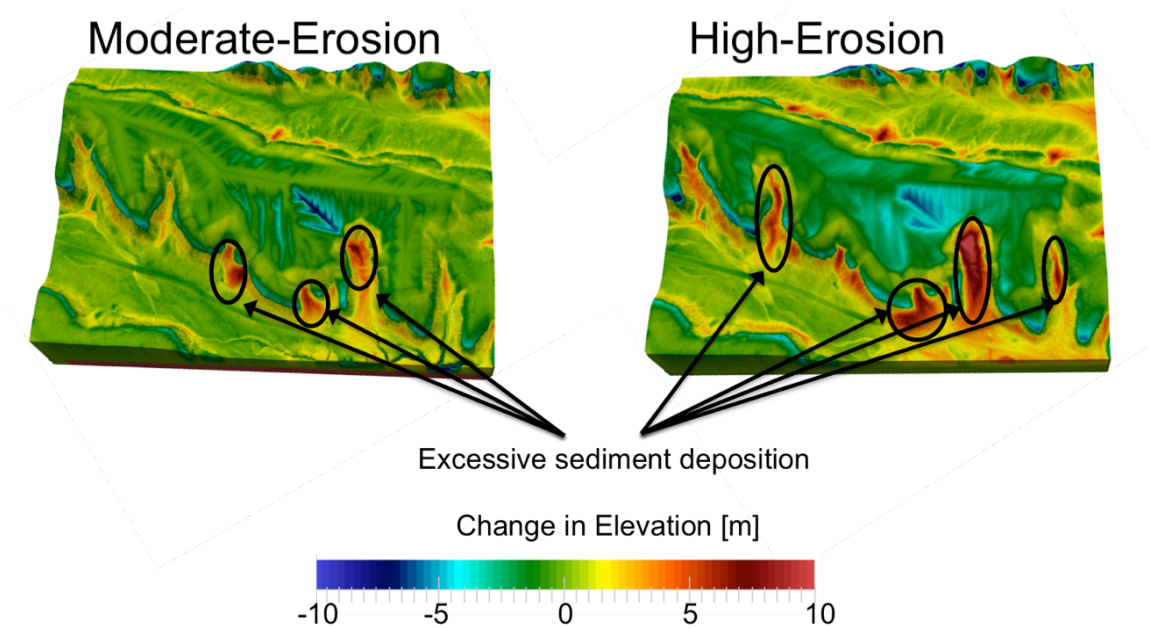 Moderate-Erosion
High-Erosion
Excessive sediment deposition
Change in Elevation [m]
-10 -5 0 5 10